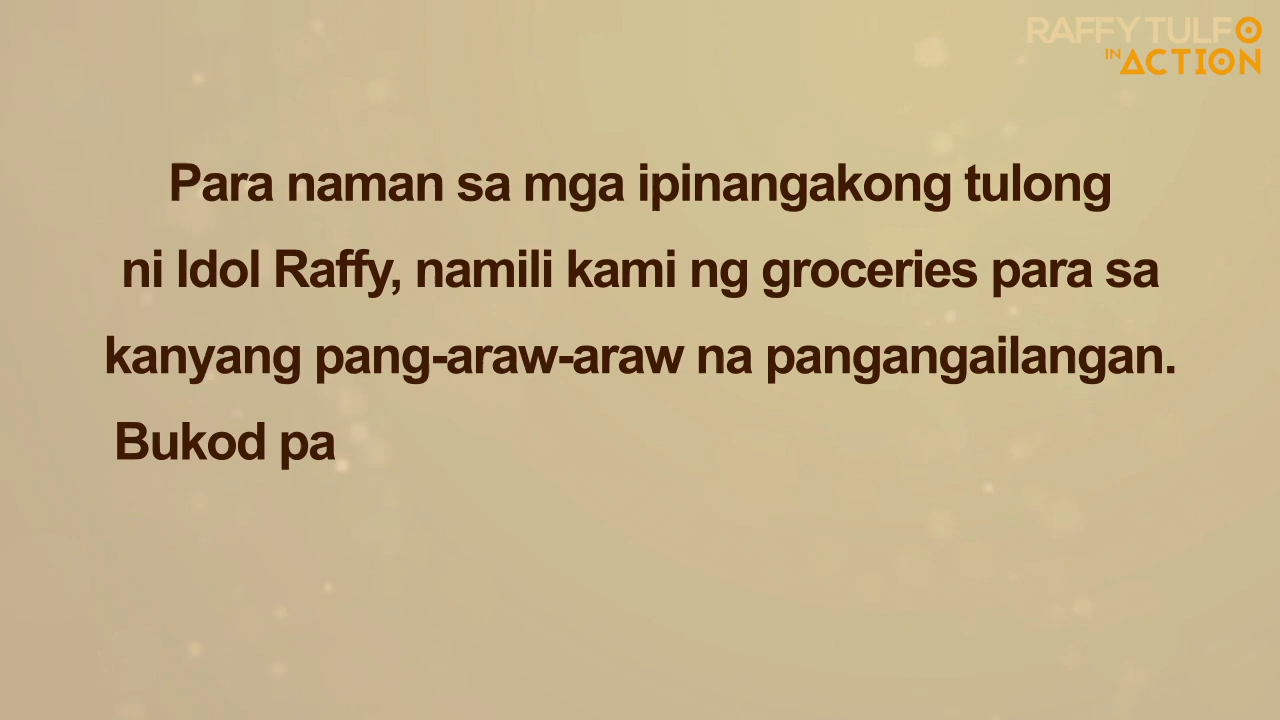 RAFFY TULFO
IN ACTION
Para naman sa mga ipinangakong tulong
ni Idol Raffy, namili kami ng groceries para sa
kanyang pang-araw-araw na pangangailangan.
Bukod pa